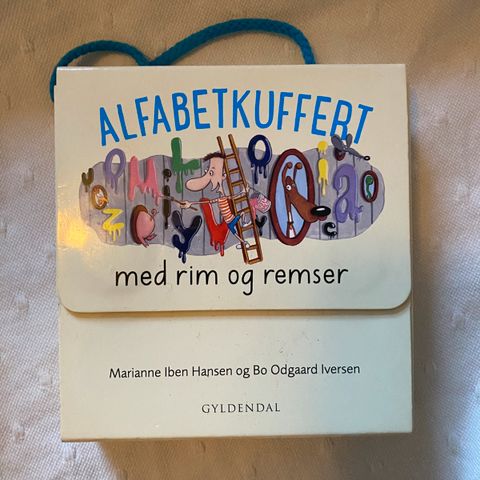 ALFABETKUFFERT
med rim og remser
Marianne Iben Hansen og Bo Odgaard Iversen
GYLDENDAL